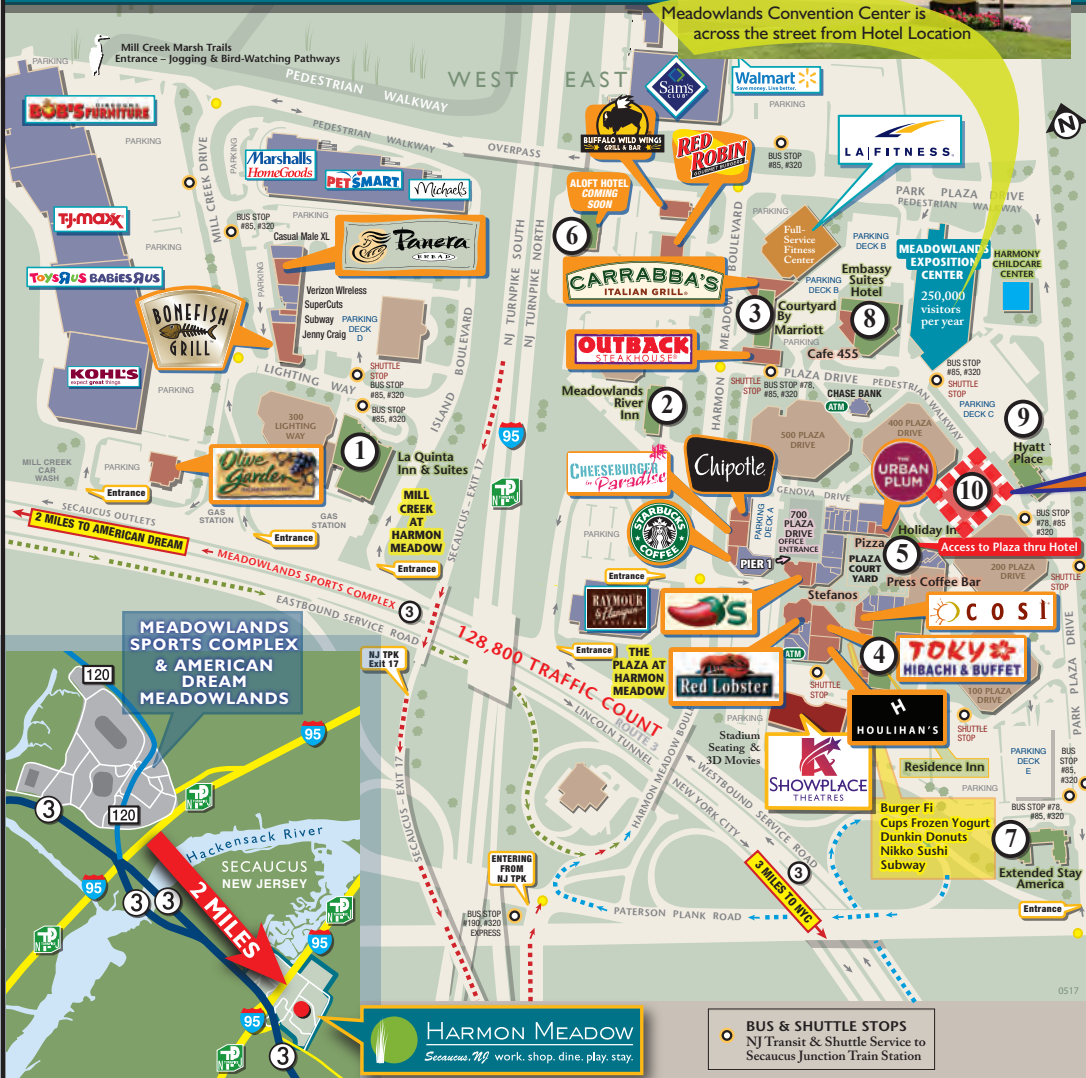 Meadowlands Convention Center is
across the street from Hotel Location
Mill Creek Marsh Trails
Entrance – Jogging & Bird-Watching Pathways
PARKING
PEDESTRIAN WALKWAY
WEST EAST
Sam's
CLUB
Walmart
Save money. Live better.
PARKING
N
BOB'S DISCOUNT FURNITURE
PARKING
MILL CREEK DRIVE
PARKING
PEDESTRIAN WALKWAY
OVERPASS
BUFFALO WILD WINGS
GRILL & BAR
RED
ROBIN
GOURMET BURGERS
BUS STOP
#85, #320
LA FITNESS.
Marshalls
HomeGoods
PETSMART
Michaels
ALOFT HOTEL
COMING
SOON
PARK PLAZA DRIVE
PEDESTRIAN WALKWAY
T.J.maxx
BUS STOP
#85, #320
PARKING
Casual Male XL
Panera
BREAD
NJ TURNPIKE SOUTH
NJ TURNPIKE NORTH
6
PARKING
Full-
Service
Fitness
Center
PARKING
DECK B
MEADOWLANDS
EXPOSITION
CENTER
250,000
visitors
per year
HARMONY
CHILDCARE
CENTER
PARKING
TOYS R US BABIES R US
PARKING
Verizon WIreless
SuperCuts
Subway
Jenny Craig
PARKING
DECK
D
BONEFISH
GRILL
CARRABBA'S
ITALIAN GRILL
MEADOW BOULEVARD
PARKING
DECK B
Embassy
Suites
Hotel
3
Courtyard
By
Marriott
8
PARKING
Cafe 455
OUTBACK
STEAKHOUSE
ISLAND BOULEVARD
KOHL'S
expect great things
PARKING
LIGHTING WAY
SHUTTLE
STOP
BUS STOP
#85, #320
BUS STOP
#85, #320
Meadowlands
River
Inn
2
HARMON
SHUTTLE
STOP
BUS STOP #78,
#85, #320
PLAZA DRIVE
PEDESTRIAN WALKWAY
CHASE BANK
ATM
BUS STOP
#85, #320
SHUTTLE
STOP
PARKING
DECK C
9
Hyatt
Place
300
LIGHTING
WAY
1
La Quinta
Inn & Suites
95
500 PLAZA
DRIVE
400 PLAZA
DRIVE
MILL CREEK
CAR
WASH
PARKING
Olive
Garden
Entrance
CHEESEBURGER
in Paradise
Chipotle
THE
URBAN
PLUM
10
GENOVA DRIVE
SECAUCUS OUTLETS
GAS
STATION
GAS
STATION
MILL
CREEK
AT
HARMON
MEADOW
SECAUCUS – EXIT 17
2 MILES TO AMERICAN DREAM
Entrance
Entrance
STARBUCKS
COFFEE
PARKING
PARKING
DECK A
700
PLAZA
DRIVE
OFFICE
ENTRANCE
PIER 1
Holiday In
Pizza
5
PLAZA
COURT
YARD
Access to Plaza thru Hotel
BUS STOP
#78, #85
#320
200 PLAZA
DRIVE
SHUTTLE
STOP
Press Coffee Bar
MEADOWLANDS SPORTS COMPLEX
3
EASTBOUND SERVICE ROAD
Entrance
RAYMOUR
& Flanigan
FURNITURE
CHILI'S
Stefanos
COSI
128,800 TRAFFIC COUNT
Entrance
THE
PLAZA AT
HARMON
MEADOW
Red Lobster
ATM
4
TOKYO
HIBACHI & BUFFET
MEADOWLANDS
SPORTS COMPLEX
& AMERICAN
DREAM
MEADOWLANDS
NJ TPK
Exit 17
SHUTTLE
STOP
H
HOULIHAN'S
100 PLAZA
DRIVE
SHUTTLE
STOP
PARK PLAZA DRIVE
120
95
ROUTE 3
LINCOLN TUNNEL
PARKING
Stadium
Seating &
3D Movies
SHOWPLACE
THEATRES
Residence Inn
PARKING
DECK
E
BUS
STOP
#85,
#320
PARKING
120
3
SECAUCUS – EXIT 17
HARMON MEADOW BOULE
WESTBOUND SERVICE ROAD
NEW YORK CITY
Burger Fi
Cups Frozen Yogurt
Dunkin Donuts
Nikko Sushi
Subway
BUS STOP #78,
#85, #320
7
Extended Stay
America
Hackensack River
SECAUCUS
NEW JERSEY
2 MILES
95
3
3
ENTERING
FROM
NJ TPK
3
3 MILES TO NYC
BUS STOP
#190, #320
EXPRESS
PATERSON PLANK ROAD
Entrance
95
95
3
0517
HARMON MEADOW
Secaucus, NJ work. shop. dine. play. stay.
BUS & SHUTTLE STOPS
NJ Transit & Shuttle Service to
Secaucus Junction Train Station